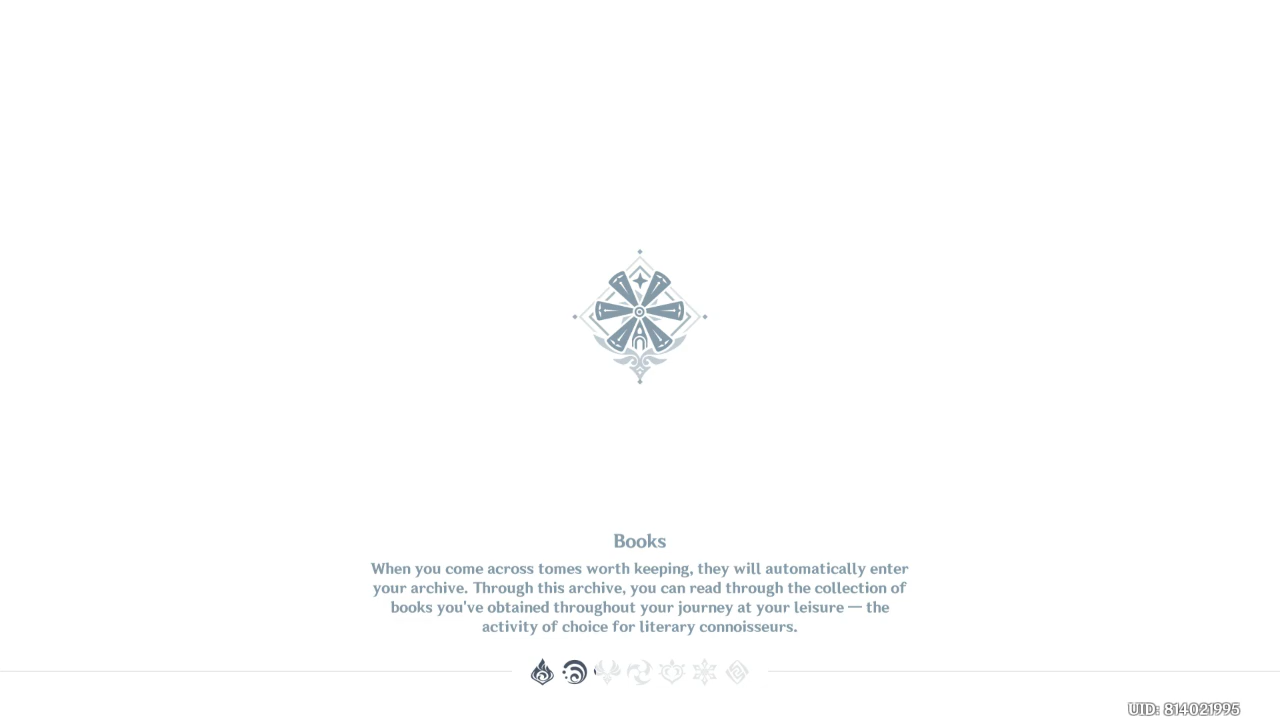 Books
When you come across tomes worth keeping, they will automatically enter
your archive. Through this archive, you can read through the collection of
books you've obtained throughout your journey at your leisure — the
activity of choice for literary connoisseurs.
UID: 814021995